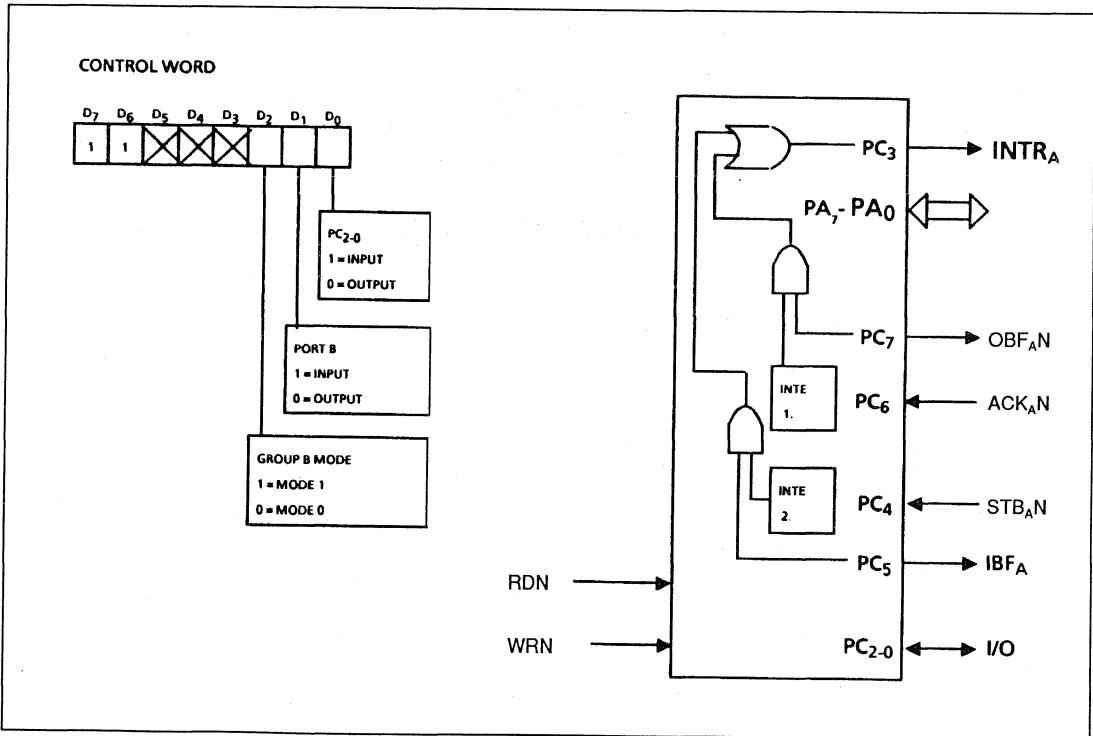 CONTROL WORD
D7 D6 D5 D4 D3 D2 D1 D0
1 1
PC2-0
1 = INPUT
0 = OUTPUT
PORT B
1 = INPUT
0 = OUTPUT
GROUP B MODE
1 = MODE 1
0 = MODE 0
PC3 INTRA
PA7- PA0
PC7 OBFAN
INTE
1.
PC6 ACKAN
INTE
2.
PC4 STBAN
PC5 IBFA
RDN
WRN
PC2-0 I/O